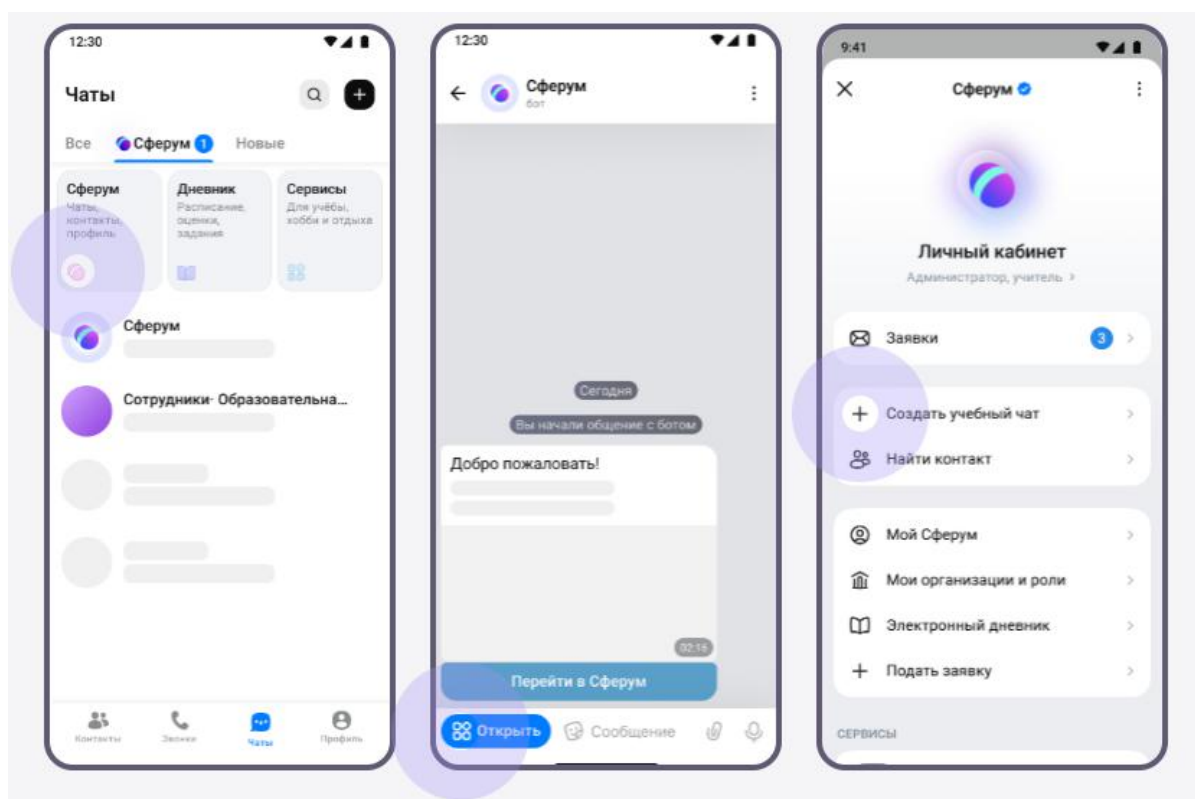 12:30
Чаты
Все Сферум 1 Новые
Сферум
Чаты,
контакты,
профиль
Дневник
Расписание,
оценки,
задания
Сервисы
Для учёбы,
хобби и отдыха
Сферум
Сотрудники- Образовательна...
Контакты Звонки Чаты Профиль
12:30
Сферум
бот
Сегодня
Вы начали общение с ботом
Добро пожаловать!
02:16
Перейти в Сферум
Открыть Сообщение
9:41
Сферум
Личный кабинет
Администратор, учитель >
Заявки 3 >
+ Создать учебный чат >
Найти контакт >
Мой Сферум >
Мои организации и роли >
Электронный дневник >
+ Подать заявку >
СЕРВИСЫ